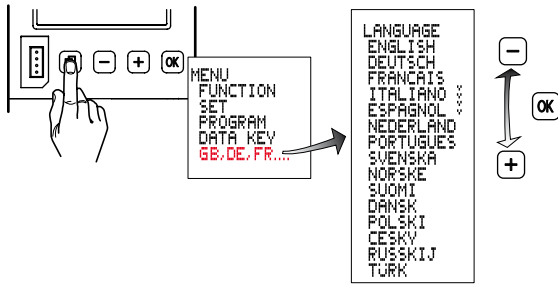 OK
MENU
FUNCTION
SET
PROGRAM
DATA KEY
GB,DE,FR....
LANGUAGE
ENGLISH
DEUTSCH
FRANCAIS
ITALIANO
ESPAGNOL
NEDERLAND
PORTUGUES
SVENSKA
NORSKE
SUOMI
DANSK
POLSKI
CESKY
RUSSKIJ
TURK
OK